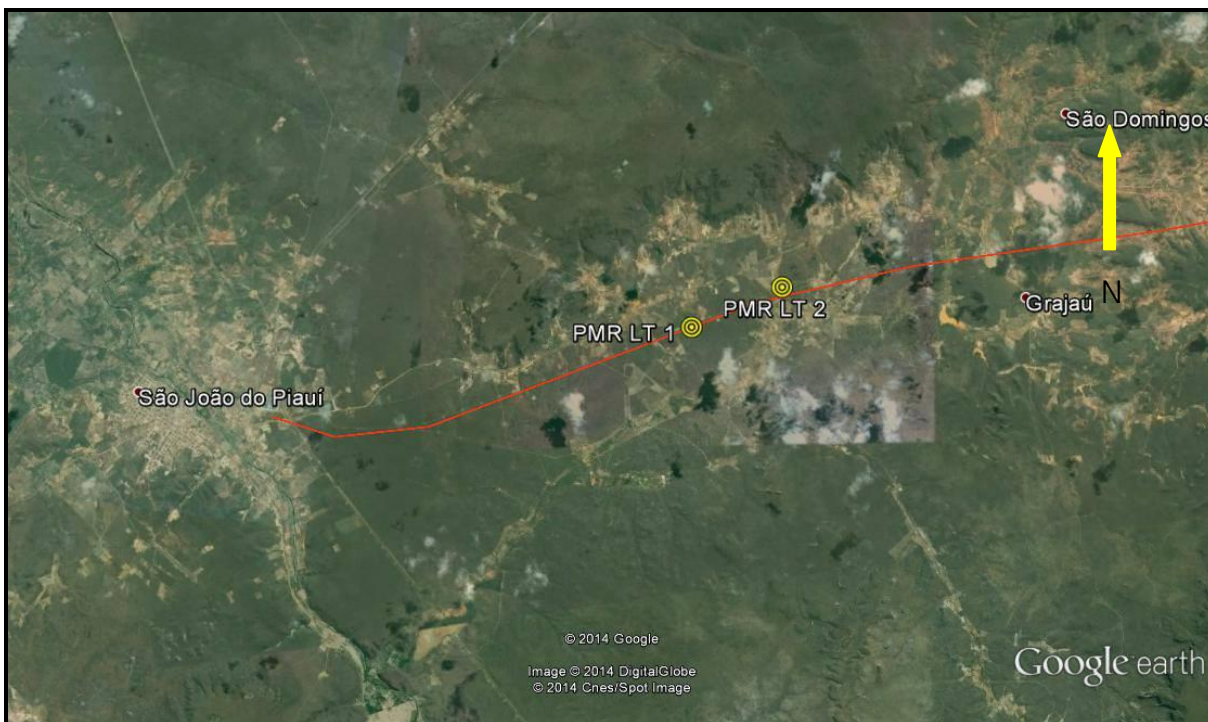 São Domingos
N
Grajaú
PMR LT 2
PMR LT 1
São João do Piauí
© 2014 Google
Image © 2014 DigitalGlobe
© 2014 Cnes/Spot Image
Google earth